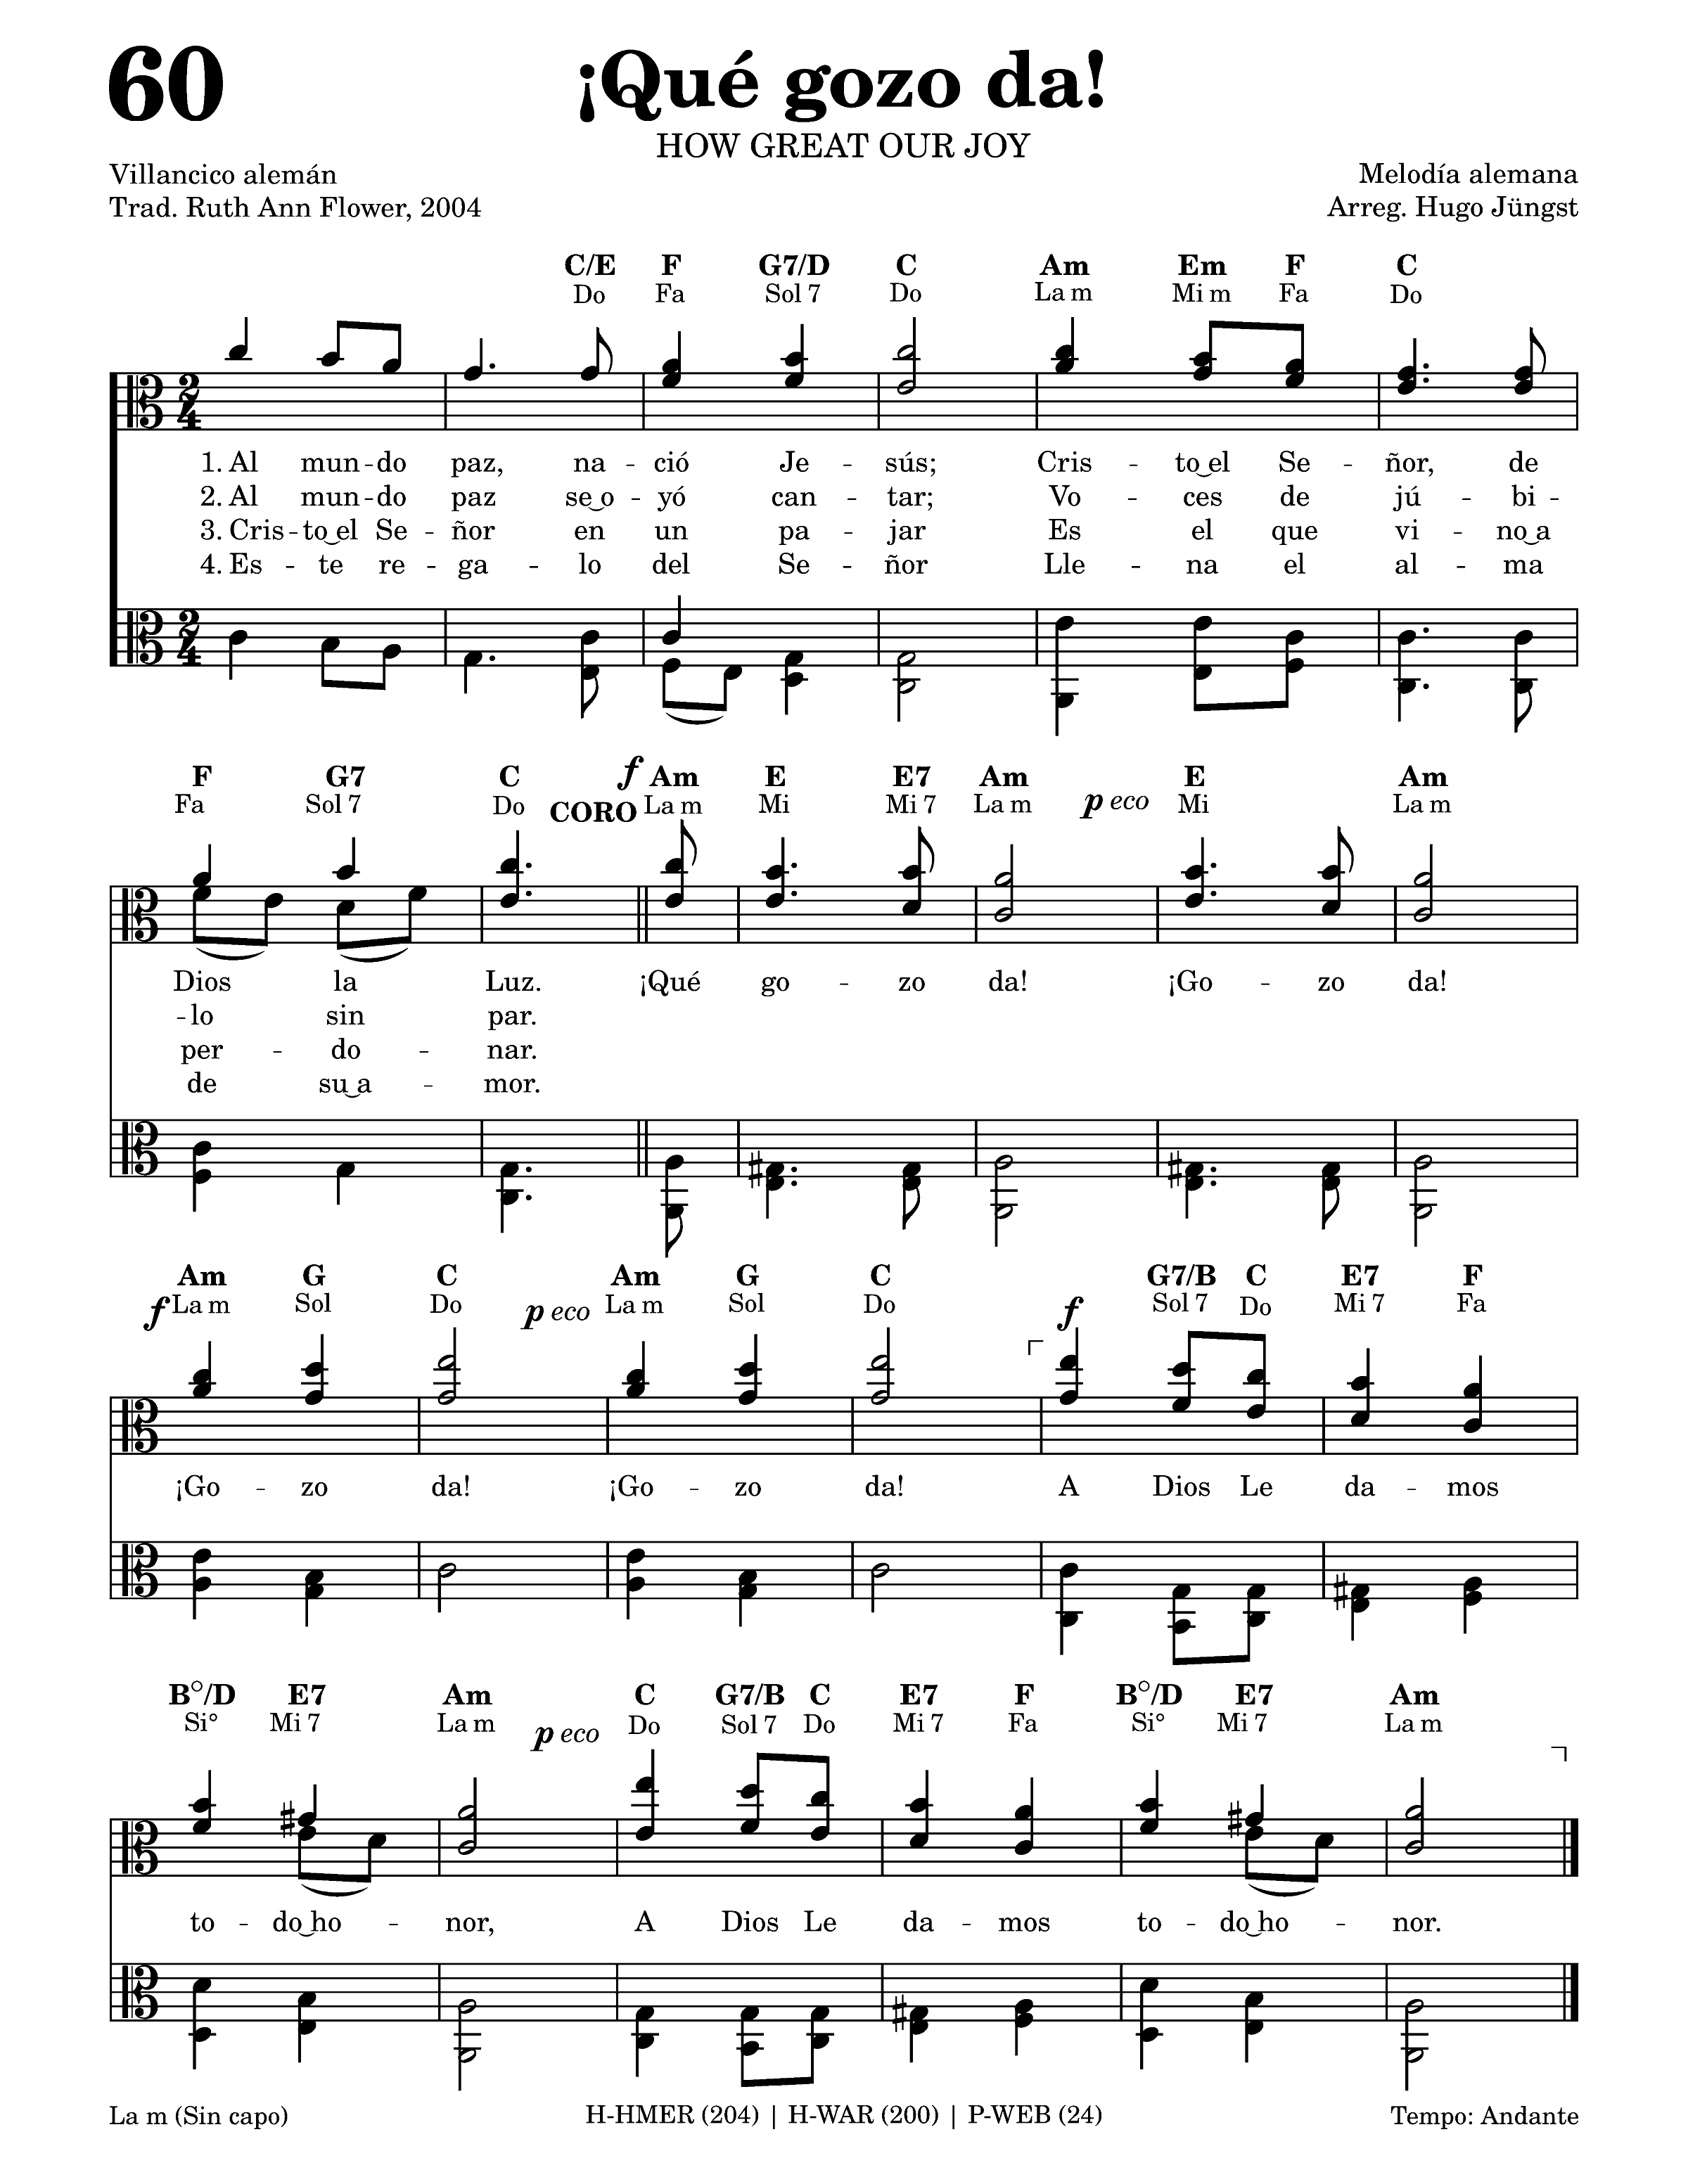 60 ¡Qué gozo da!
HOW GREAT OUR JOY
Villancico alemán Melodía alemana
Trad. Ruth Ann Flower, 2004 Arreg. Hugo Jüngst
C/E F G7/D C Am Em F C
Do Fa Sol 7 Do La m Mi m Fa Do
2 4
1. Al mun - do paz, na - ció Je - sús; Cris - to‿el Se - ñor, de
2. Al mun - do paz se‿o - yó can - tar; Vo - ces de jú - bi -
3. Cris - to‿el Se - ñor en un pa - jar Es el que vi - no‿a
4. Es - te re - ga - lo del Se - ñor Lle - na el al - ma
2 4
F G7 C f Am E E7 Am E Am
Fa Sol 7 Do CORO La m Mi Mi 7 La m p eco Mi La m
Dios la Luz. ¡Qué go - zo da! ¡Go - zo da!
- lo sin par.
per - do - nar.
de su‿a - mor.
Am G C Am G C G7/B C E7 F
f La m Sol Do p eco La m Sol Do f Sol 7 Do Mi 7 Fa
¡Go - zo da! ¡Go - zo da! A Dios Le da - mos
B°/D E7 Am C G7/B C E7 F B°/D E7 Am
Si° Mi 7 La m p eco Do Sol 7 Do Mi 7 Fa Si° Mi 7 La m
to - do‿ho - nor, A Dios Le da - mos to - do‿ho - nor.
La m (Sin capo) H-HMER (204) | H-WAR (200) | P-WEB (24) Tempo: Andante